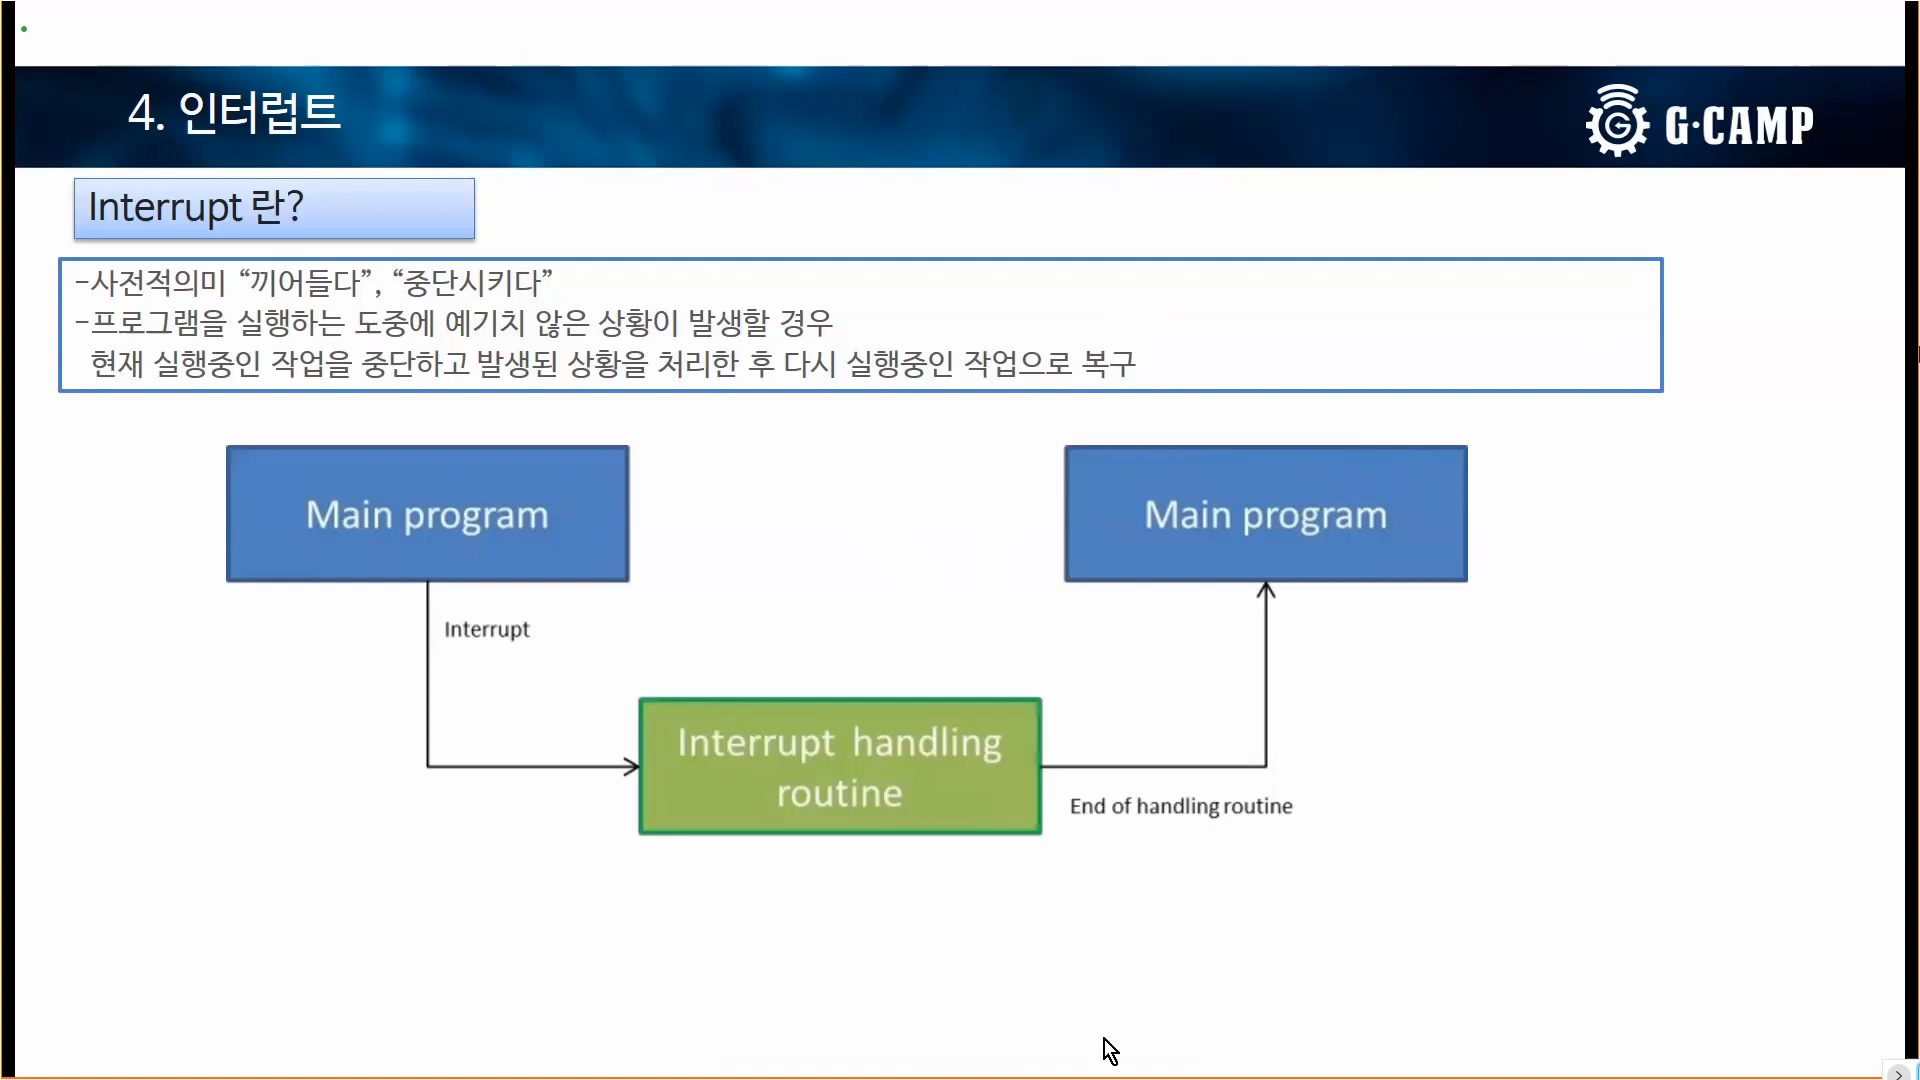 4. 인터럽트
G·CAMP
Interrupt 란?
-사전적의미 “끼어들다”, “중단시키다”
-프로그램을 실행하는 도중에 예기치 않은 상황이 발생할 경우
현재 실행중인 작업을 중단하고 발생된 상황을 처리한 후 다시 실행중인 작업으로 복구
Main program
Main program
Interrupt
Interrupt handling
routine
End of handling routine